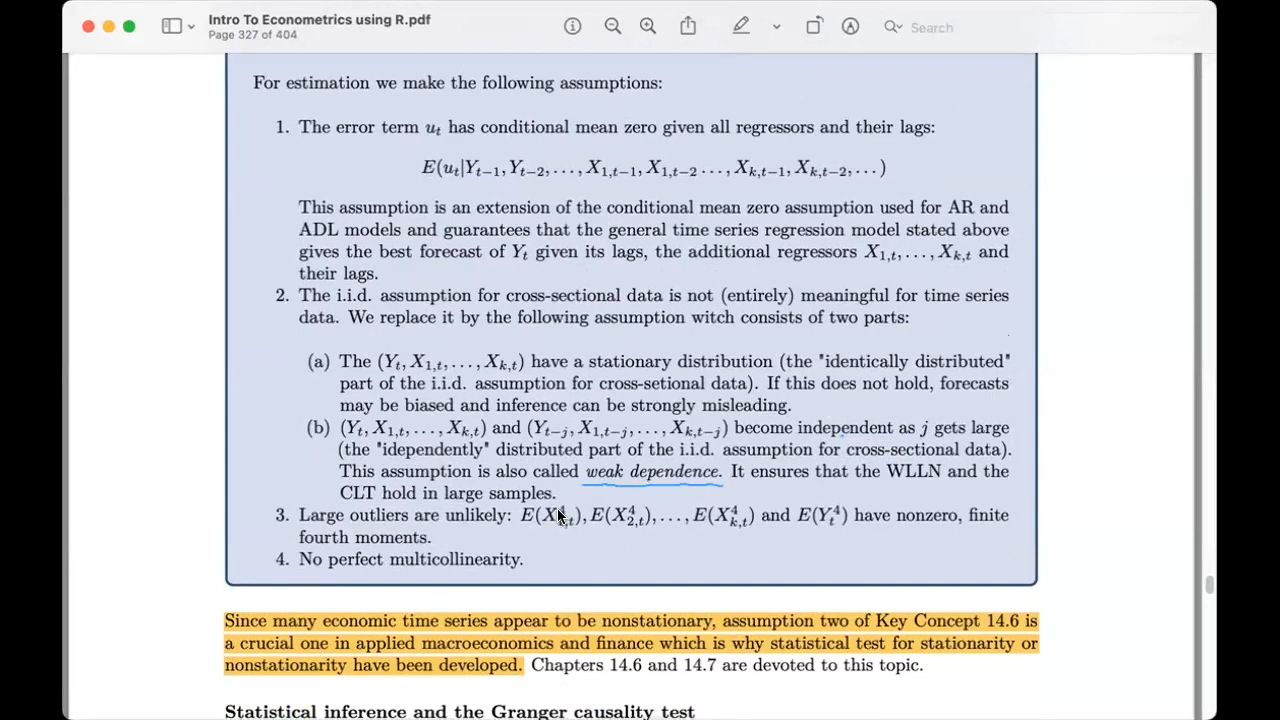 Intro To Econometrics using R.pdf
Page 327 of 404
Search
For estimation we make the following assumptions:
1. The error term u_t has conditional mean zero given all regressors and their lags:
E(u_t|Y_{t−1}, Y_{t−2}, . . . , X_{1,t−1}, X_{1,t−2} . . . , X_{k,t−1}, X_{k,t−2}, . . . )
This assumption is an extension of the conditional mean zero assumption used for AR and
ADL models and guarantees that the general time series regression model stated above
gives the best forecast of Y_t given its lags, the additional regressors X_{1,t}, . . . , X_{k,t} and
their lags.
2. The i.i.d. assumption for cross-sectional data is not (entirely) meaningful for time series
data. We replace it by the following assumption witch consists of two parts:
(a) The (Y_t, X_{1,t}, . . . , X_{k,t}) have a stationary distribution (the "identically distributed"
part of the i.i.d. assumption for cross-setional data). If this does not hold, forecasts
may be biased and inference can be strongly misleading.
(b) (Y_t, X_{1,t}, . . . , X_{k,t}) and (Y_{t−j}, X_{1,t−j}, . . . , X_{k,t−j}) become independent as j gets large
(the "idependently" distributed part of the i.i.d. assumption for cross-sectional data).
This assumption is also called weak dependence. It ensures that the WLLN and the
CLT hold in large samples.
3. Large outliers are unlikely: E(X^4_{1,t}), E(X^4_{2,t}), . . . , E(X^4_{k,t}) and E(Y^4_t) have nonzero, finite
fourth moments.
4. No perfect multicollinearity.
Since many economic time series appear to be nonstationary, assumption two of Key Concept 14.6 is
a crucial one in applied macroeconomics and finance which is why statistical test for stationarity or
nonstationarity have been developed. Chapters 14.6 and 14.7 are devoted to this topic.
Statistical inference and the Granger causality test